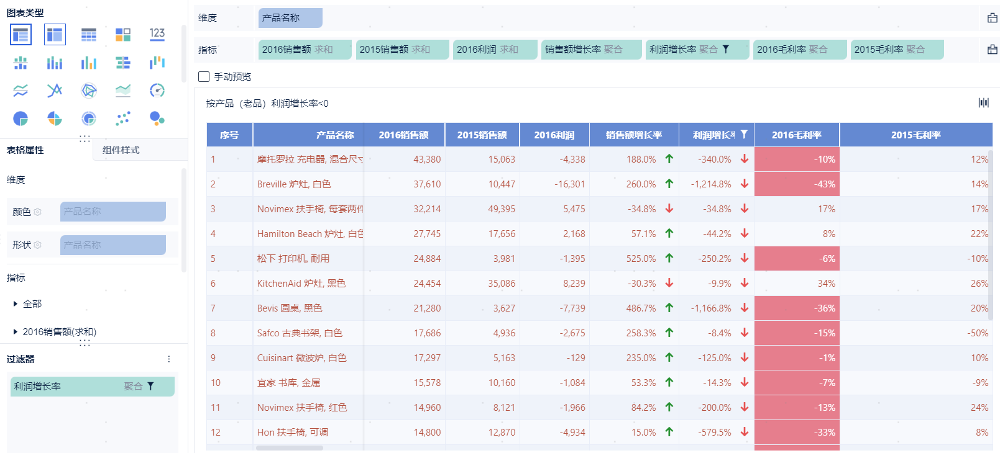 图表类型
123
表格属性
组件样式
维度
颜色
产品名称
形状
产品名称
指标
全部
2016销售额(求和)
过滤器
利润增长率 聚合
维度 产品名称
指标 2016销售额 求和 2015销售额 求和 2016利润 求和 销售额增长率 聚合 利润增长率 聚合 2016毛利率 聚合 2015毛利率 聚合
手动预览
按产品（老品）利润增长率<0
序号 产品名称 2016销售额 2015销售额 2016利润 销售额增长率 利润增长率 2016毛利率 2015毛利率
1 摩托罗拉 充电器, 混合尺寸 43,380 15,063 -4,338 188.0% -340.0% -10% 12%
2 Breville 炉灶, 白色 37,610 10,447 -16,301 260.0% -1,214.8% -43% 14%
3 Novimex 扶手椅, 每套两件 32,214 49,395 5,475 -34.8% -34.8% 17% 17%
4 Hamilton Beach 炉灶, 白色 27,745 17,656 2,168 57.1% -44.2% 8% 22%
5 松下 打印机, 耐用 24,884 3,981 -1,395 525.0% -250.2% -6% -10%
6 KitchenAid 炉灶, 黑色 24,454 35,086 8,239 -30.3% -9.9% 34% 26%
7 Bevis 圆桌, 黑色 21,280 3,627 -7,739 486.7% -1,166.8% -36% 20%
8 Safco 古典书架, 白色 17,686 4,936 -2,675 258.3% -8.4% -15% -50%
9 Cuisinart 微波炉, 白色 17,297 5,163 -129 235.0% -125.0% -1% 10%
10 宜家 书库, 金属 15,578 10,160 -1,084 53.3% -14.3% -7% -9%
11 Novimex 扶手椅, 红色 14,960 8,121 -1,966 84.2% -200.0% -13% 24%
12 Hon 扶手椅, 可调 14,800 12,870 -4,934 15.0% -579.5% -33% 8%